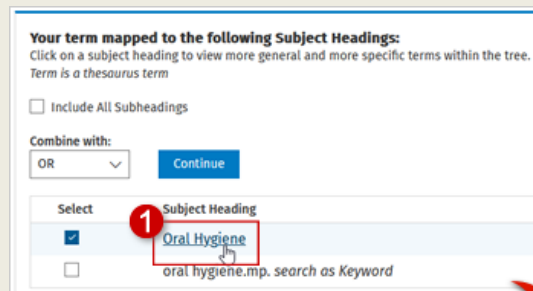 Your term mapped to the following Subject Headings:
Click on a subject heading to view more general and more specific terms within the tree.
Term is a thesaurus term
Include All Subheadings
Combine with:
OR
Continue
Select
Subject Heading
1
Oral Hygiene
oral hygiene.mp. search as Keyword